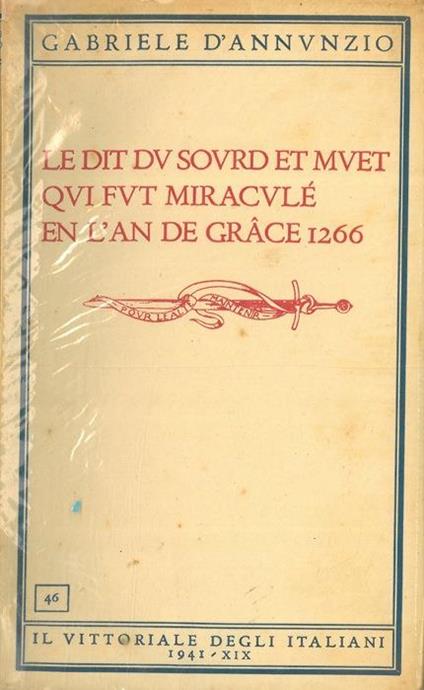 GABRIELE D'ANNVNZIO
LE DIT DV SOVRD ET MVET
QVI FVT MIRACVLÉ
EN L'AN DE GRÂCE 1266
POVR LEALTE MAINTENIR
46
IL VITTORIALE DEGLI ITALIANI
1941-XIX